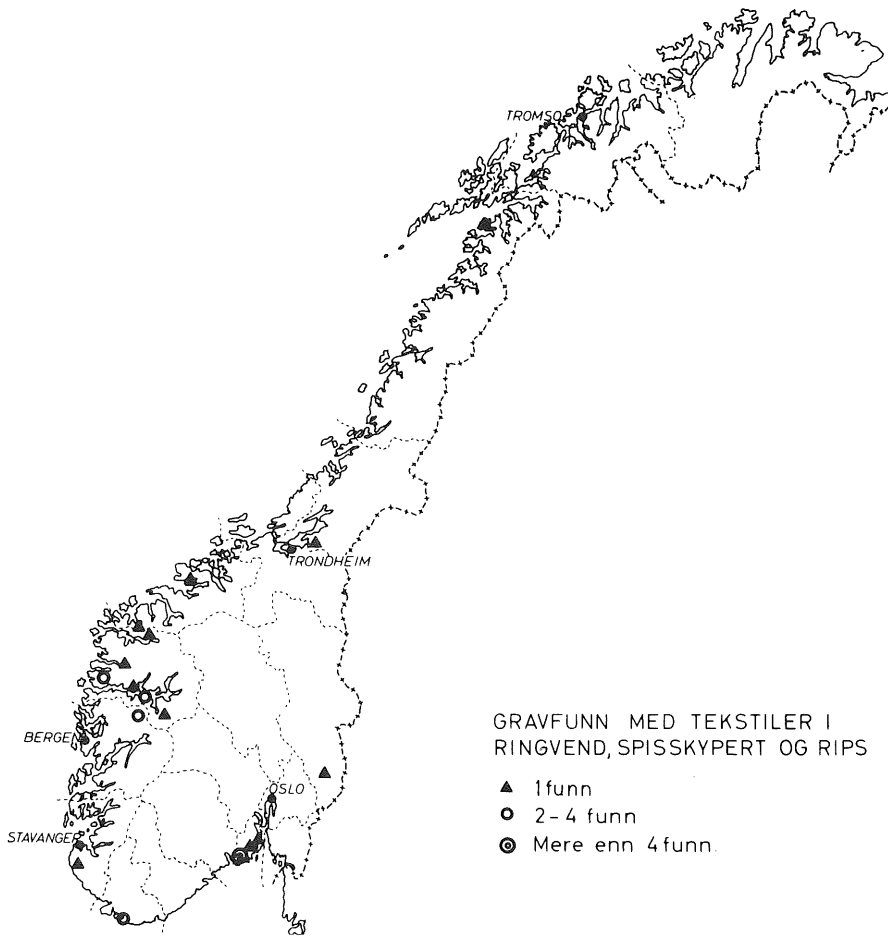 TROMSO
TRONDHEIM
BERGEN
OSLO
STAVANGER
GRAVFUNN MED TEKSTILER I
RINGVEND, SPISSKYPERT OG RIPS
1 funn
2-4 funn
Mere enn 4 funn.